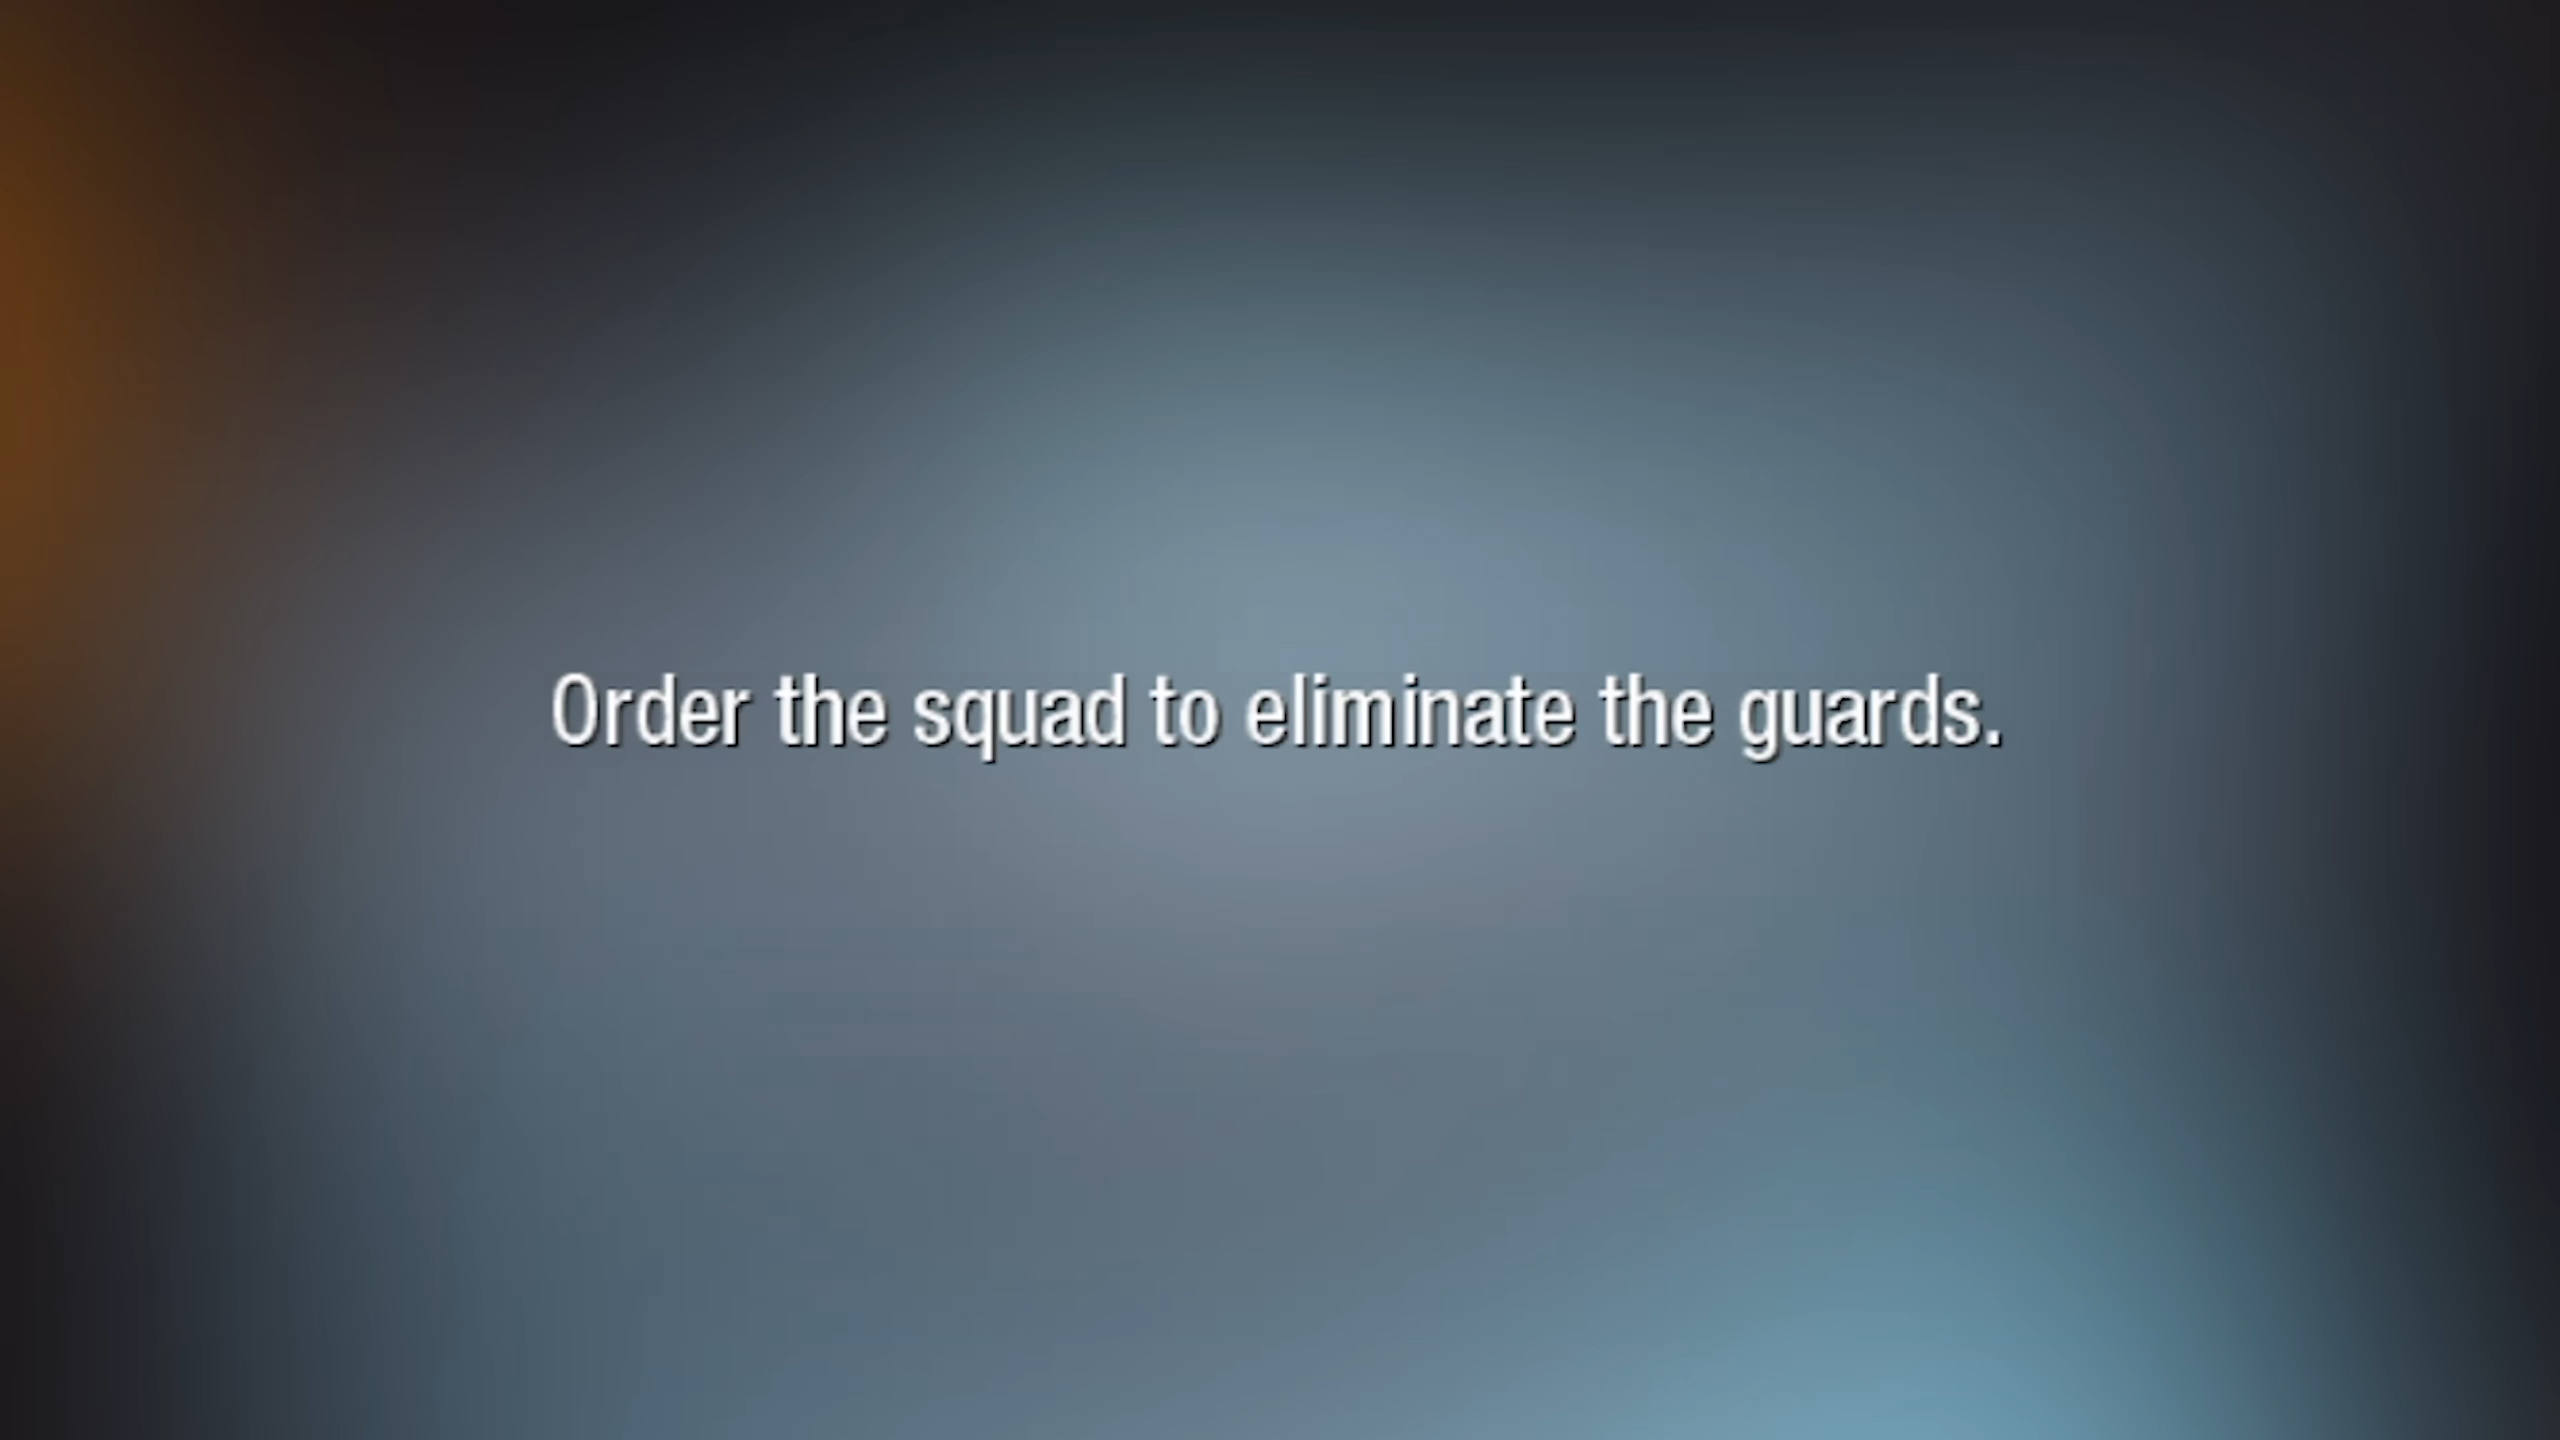 Order the squad to eliminate the guards.